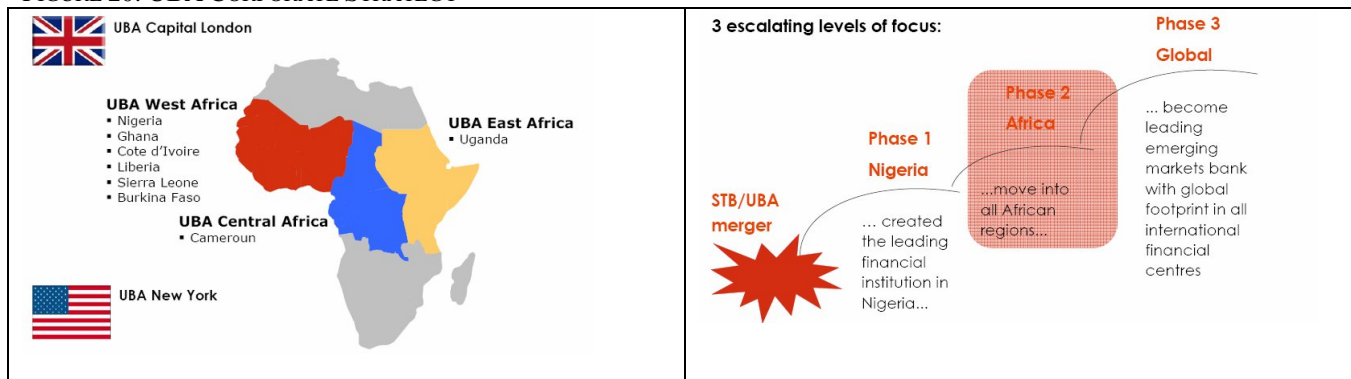 UBA Capital London
UBA West Africa
▪ Nigeria
▪ Ghana
▪ Cote d'Ivoire
▪ Liberia
▪ Sierra Leone
▪ Burkina Faso
UBA East Africa
▪ Uganda
UBA Central Africa
▪ Cameroun
UBA New York
3 escalating levels of focus:
STB/UBA
merger
Phase 1
Nigeria
... created
the leading
financial
institution in
Nigeria...
Phase 2
Africa
...move into
all African
regions...
Phase 3
Global
... become
leading
emerging
markets bank
with global
footprint in all
international
financial
centres